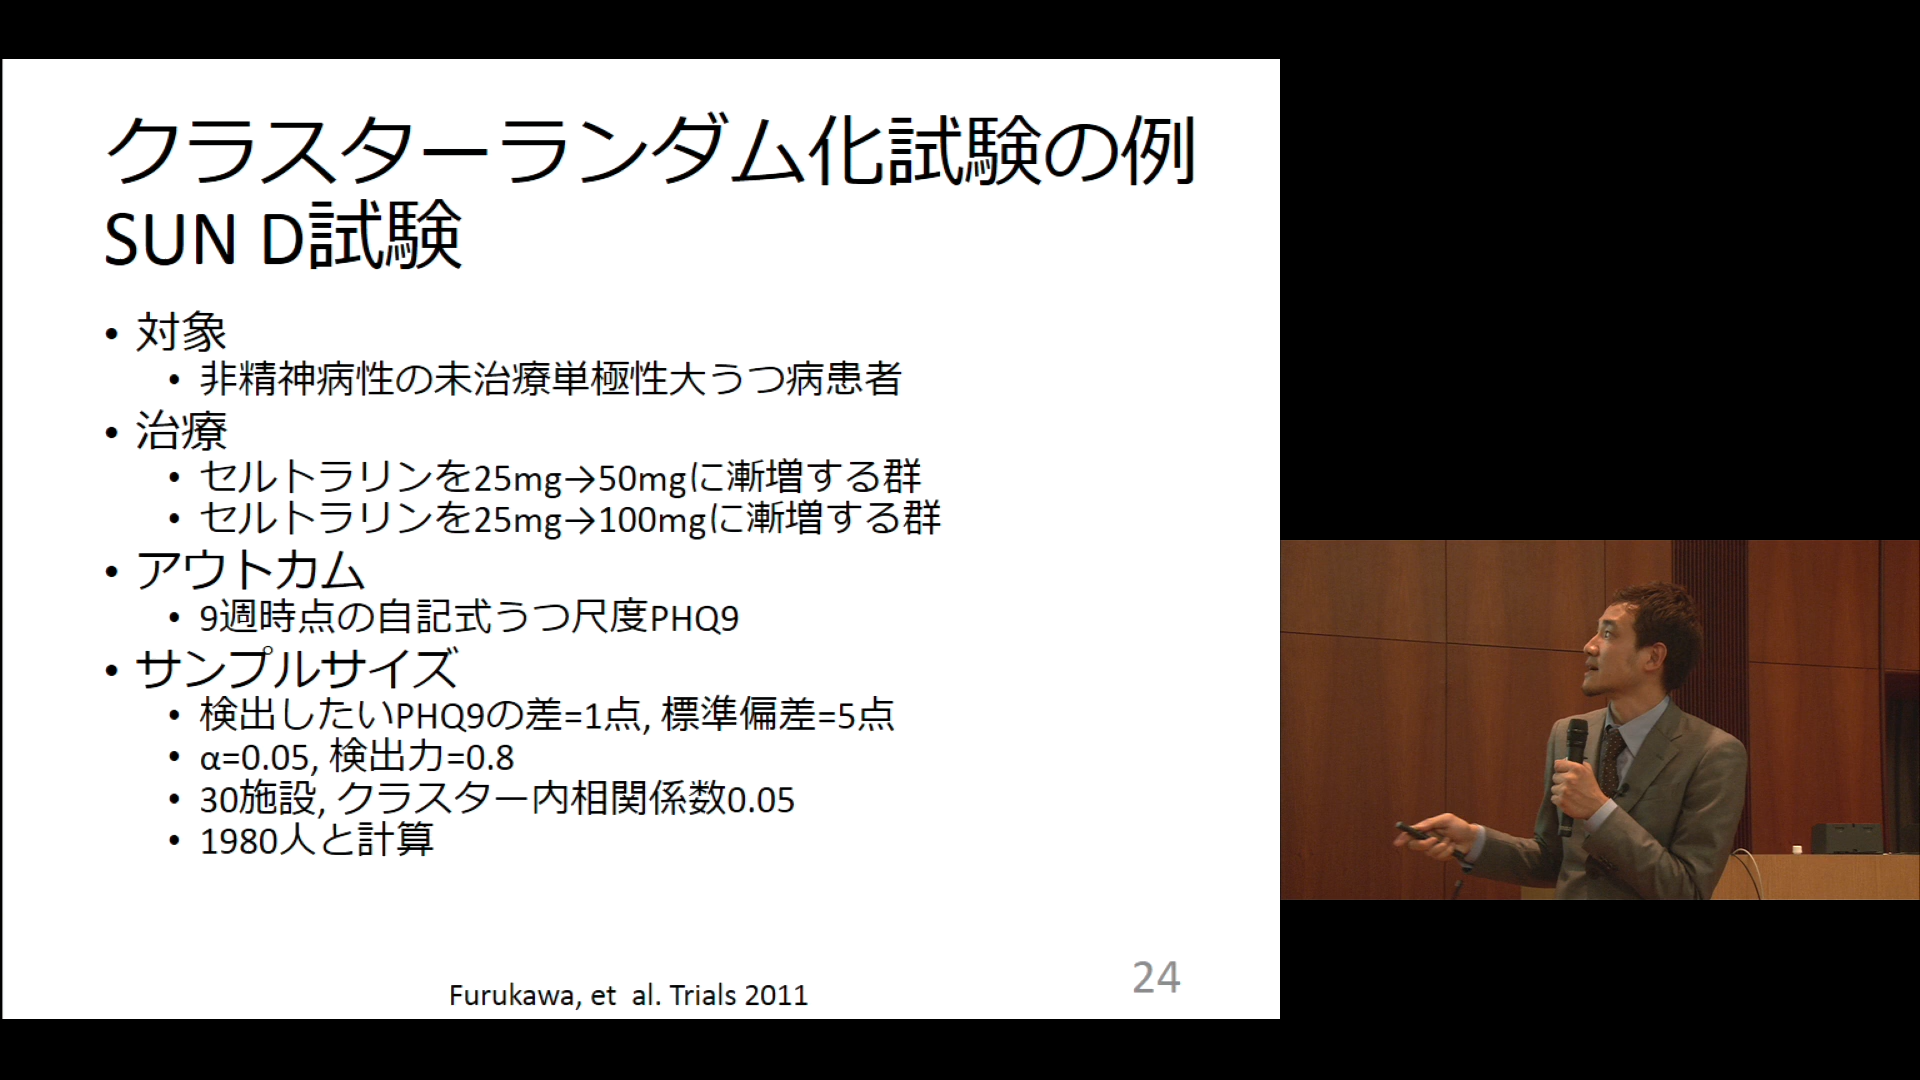 クラスターランダム化試験の例
SUN D試験
• 対象
• 非精神病性の未治療単極性大うつ病患者
• 治療
• セルトラリンを25mg→50mgに漸増する群
• セルトラリンを25mg→100mgに漸増する群
• アウトカム
• 9週時点の自記式うつ尺度PHQ9
• サンプルサイズ
• 検出したいPHQ9の差=1点, 標準偏差=5点
• α=0.05, 検出力=0.8
• 30施設, クラスター内相関係数0.05
• 1980人と計算
Furukawa, et al. Trials 2011
24